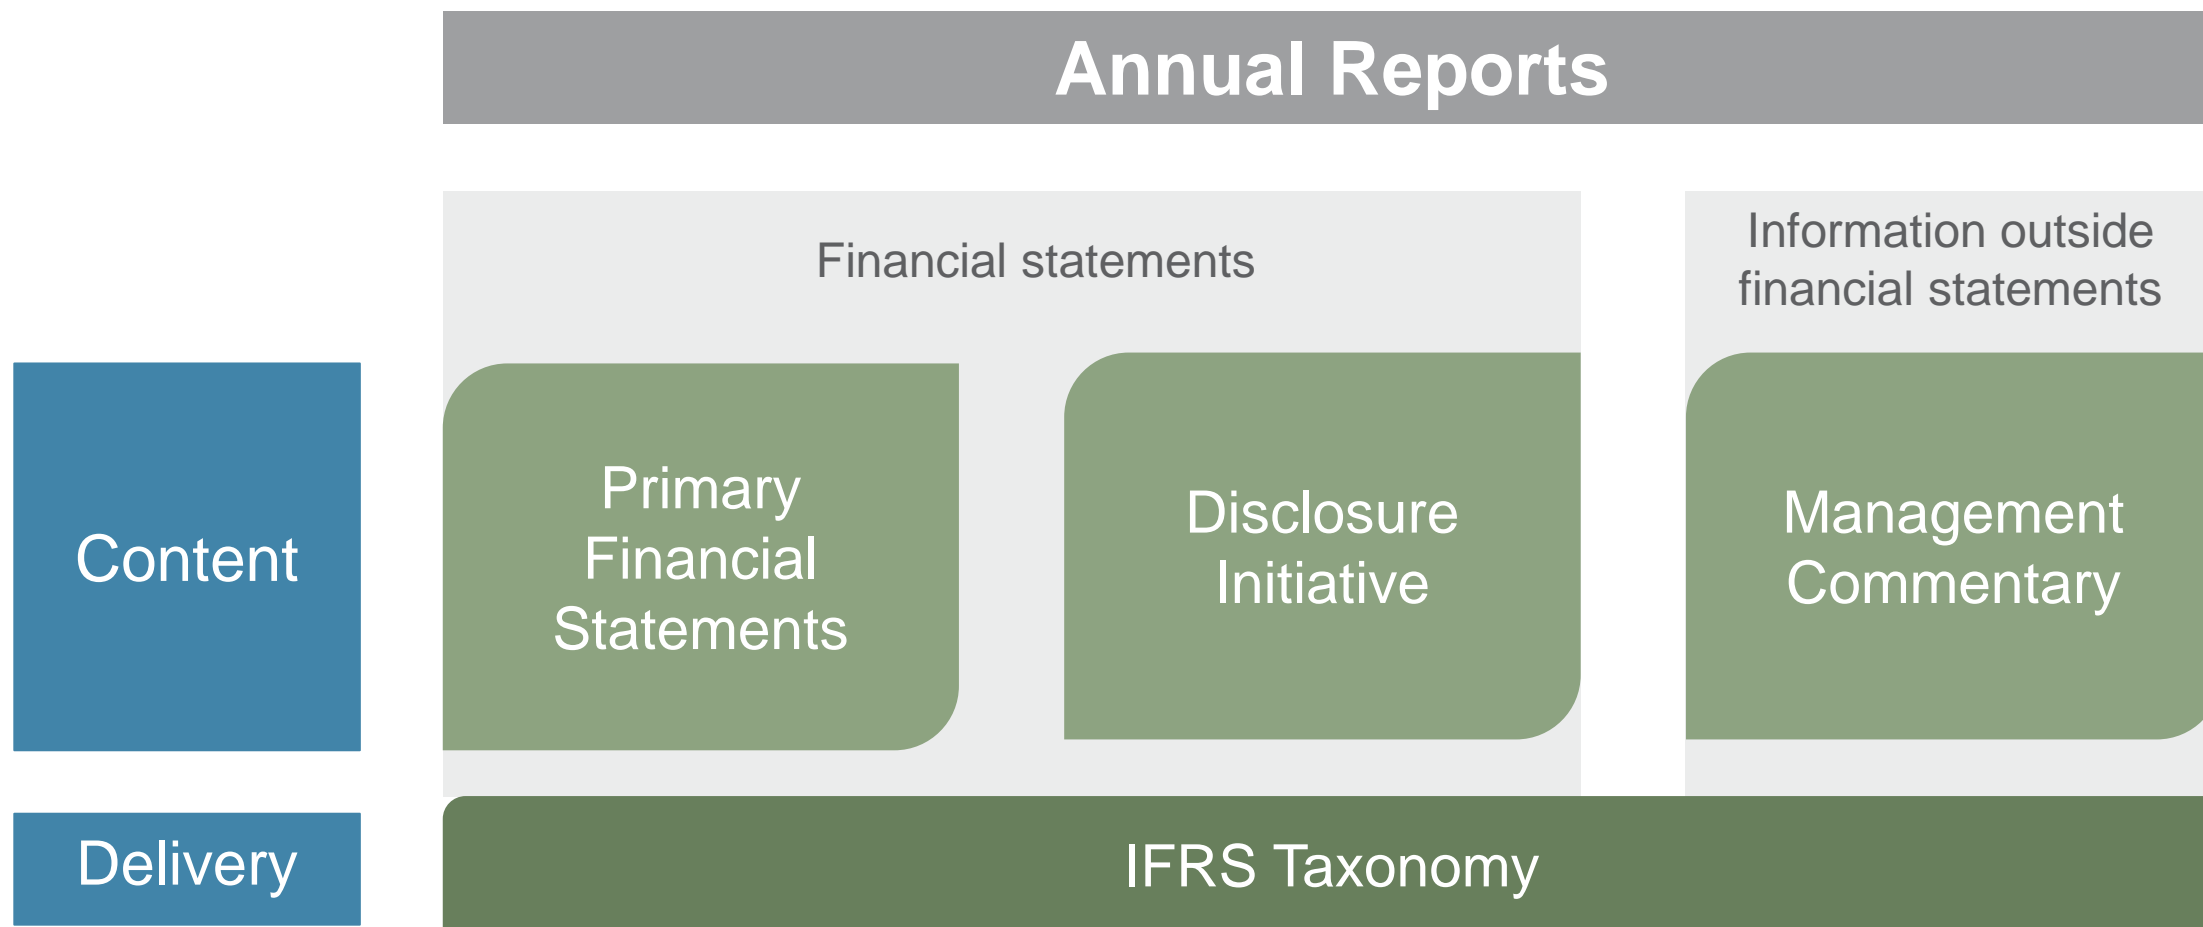 Annual Reports
Financial statements
Information outside
financial statements
Content
Primary
Financial
Statements
Disclosure
Initiative
Management
Commentary
Delivery
IFRS Taxonomy